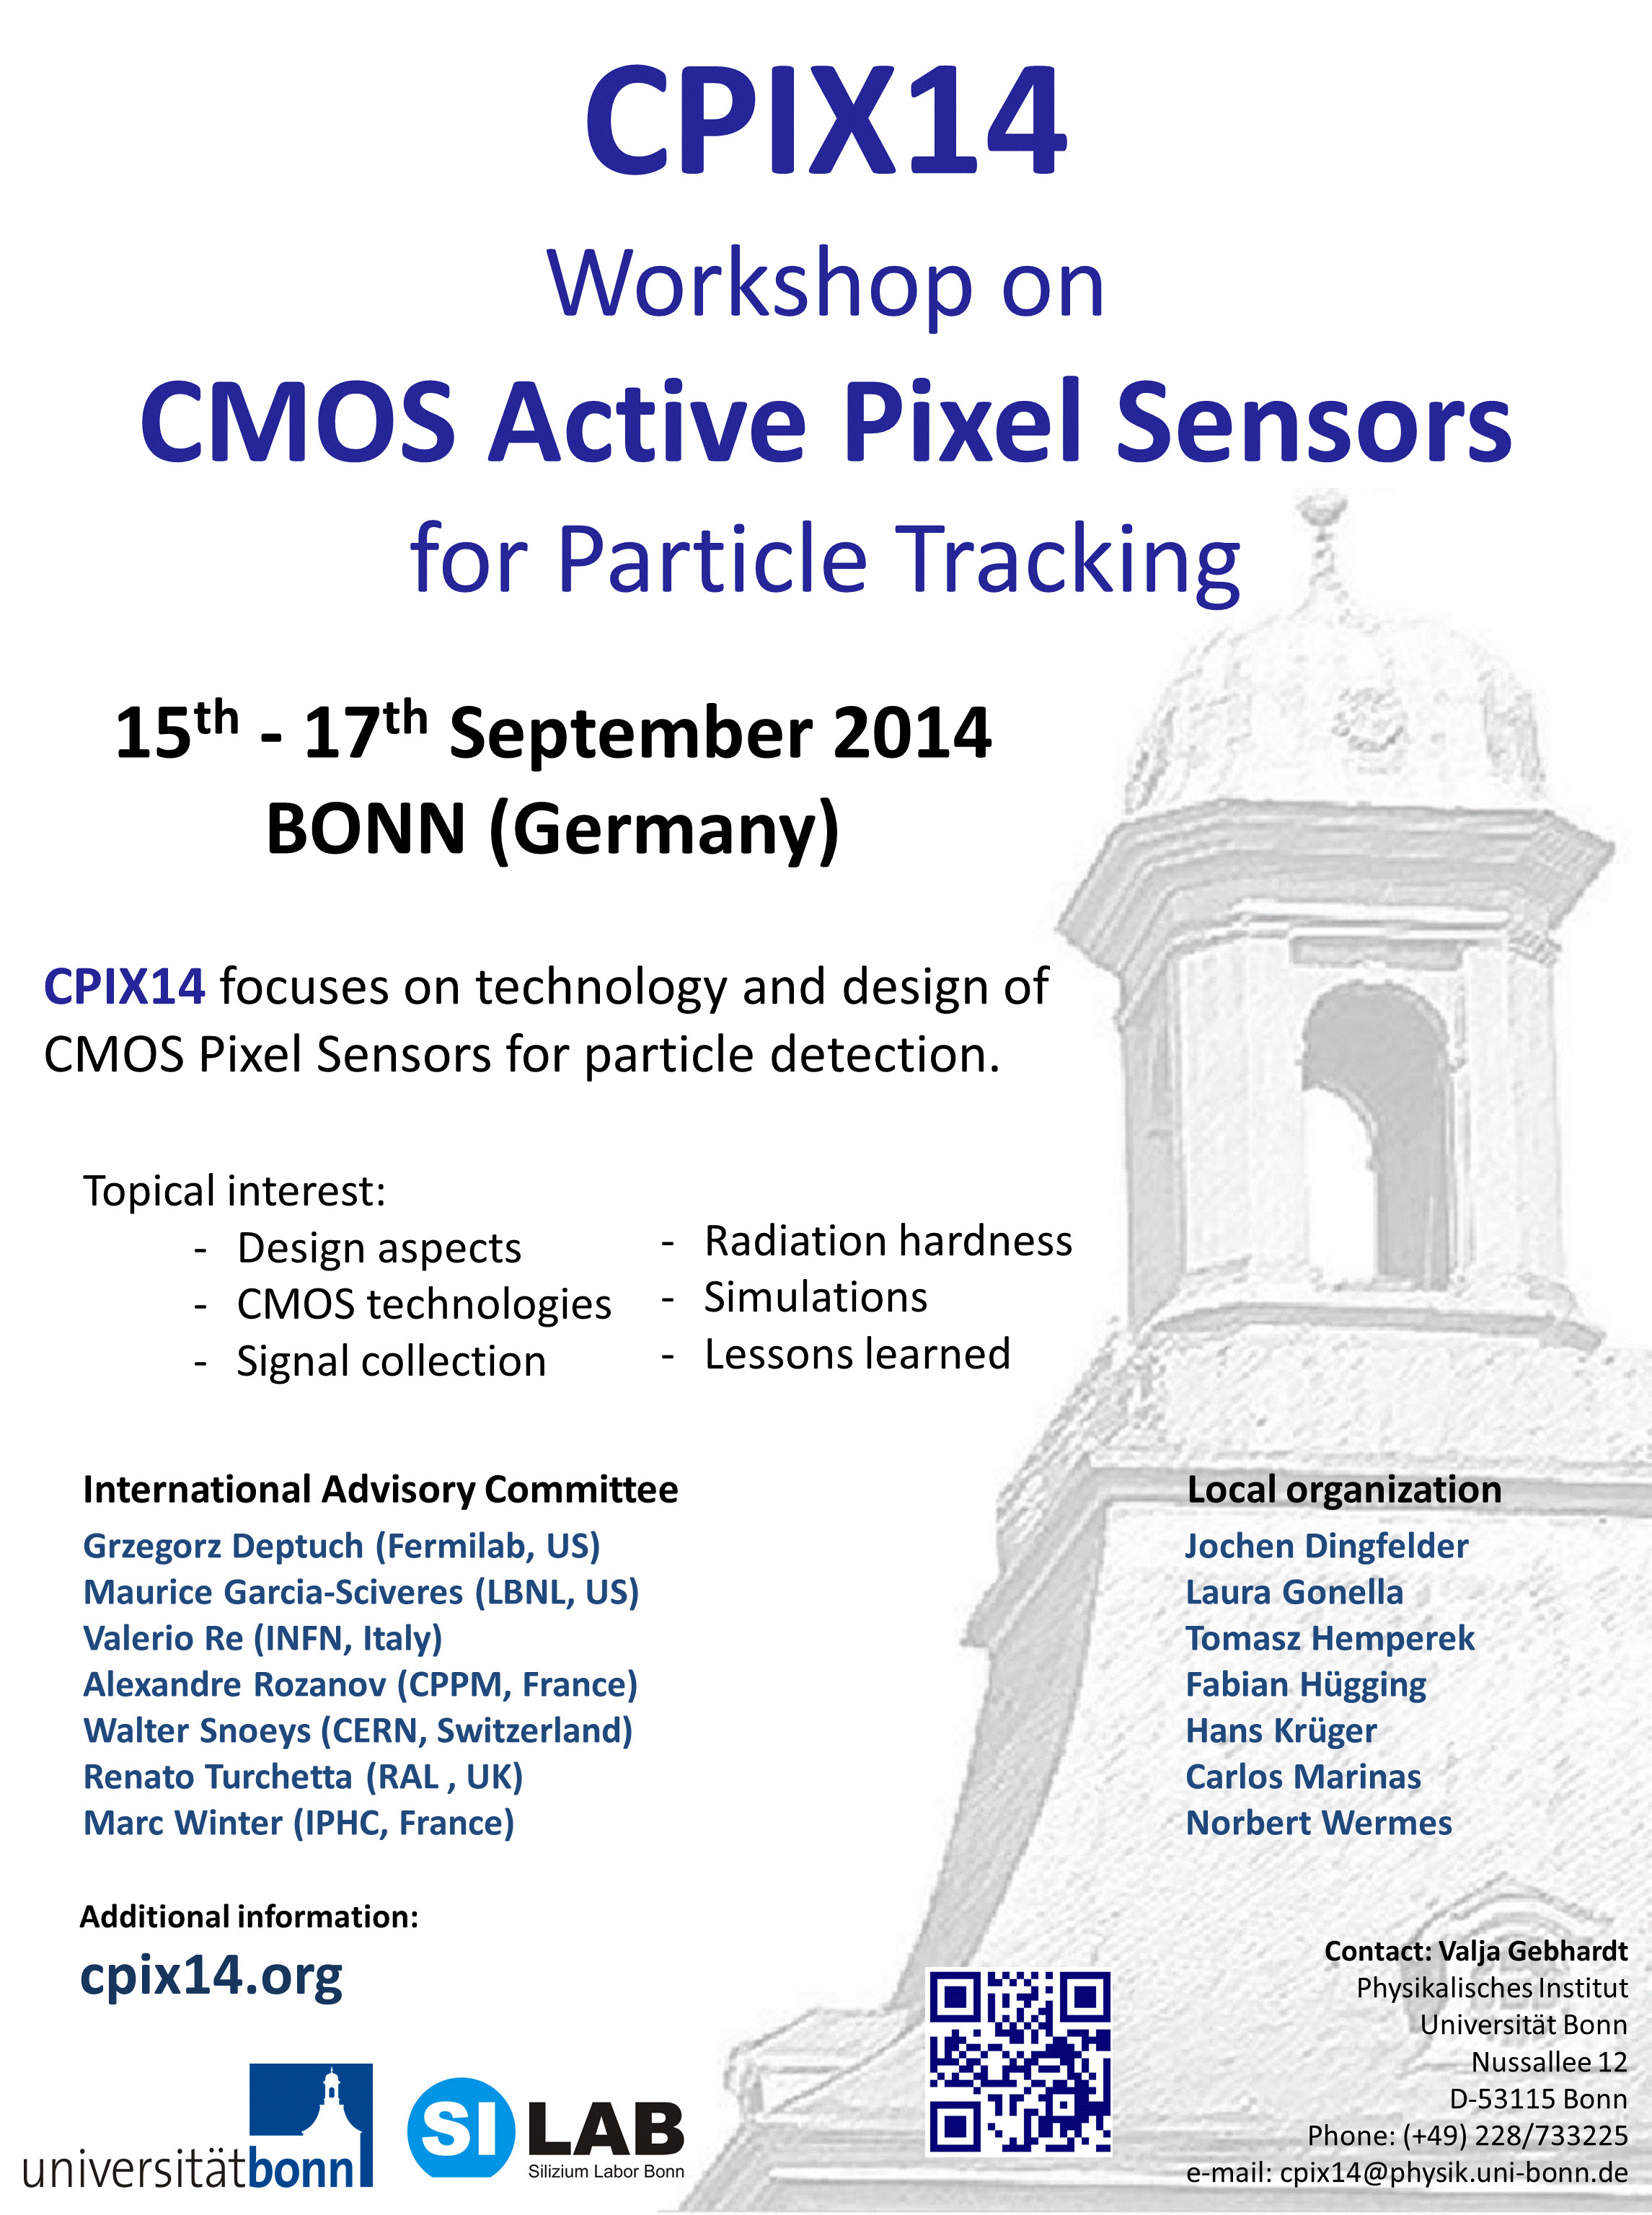 CPIX14
Workshop on
CMOS Active Pixel Sensors
for Particle Tracking
15th - 17th September 2014
BONN (Germany)
CPIX14 focuses on technology and design of
CMOS Pixel Sensors for particle detection.
Topical interest:
- Design aspects
- CMOS technologies
- Signal collection
- Radiation hardness
- Simulations
- Lessons learned
International Advisory Committee
Grzegorz Deptuch (Fermilab, US)
Maurice Garcia-Sciveres (LBNL, US)
Valerio Re (INFN, Italy)
Alexandre Rozanov (CPPM, France)
Walter Snoeys (CERN, Switzerland)
Renato Turchetta (RAL , UK)
Marc Winter (IPHC, France)
Local organization
Jochen Dingfelder
Laura Gonella
Tomasz Hemperek
Fabian Hügging
Hans Krüger
Carlos Marinas
Norbert Wermes
Additional information:
cpix14.org
universitätbonn
SI LAB
Silizium Labor Bonn
Contact: Valja Gebhardt
Physikalisches Institut
Universität Bonn
Nussallee 12
D-53115 Bonn
Phone: (+49) 228/733225
e-mail: cpix14@physik.uni-bonn.de